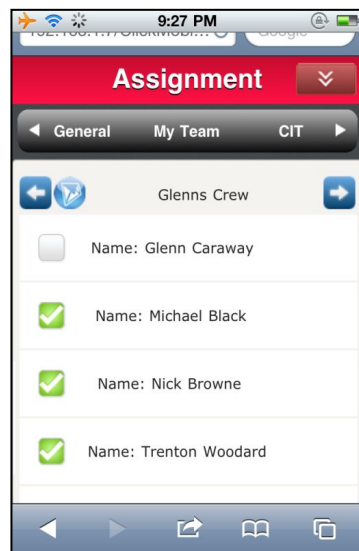 9:27 PM
Google
Assignment
General My Team CIT
Glenns Crew
Name: Glenn Caraway
Name: Michael Black
Name: Nick Browne
Name: Trenton Woodard